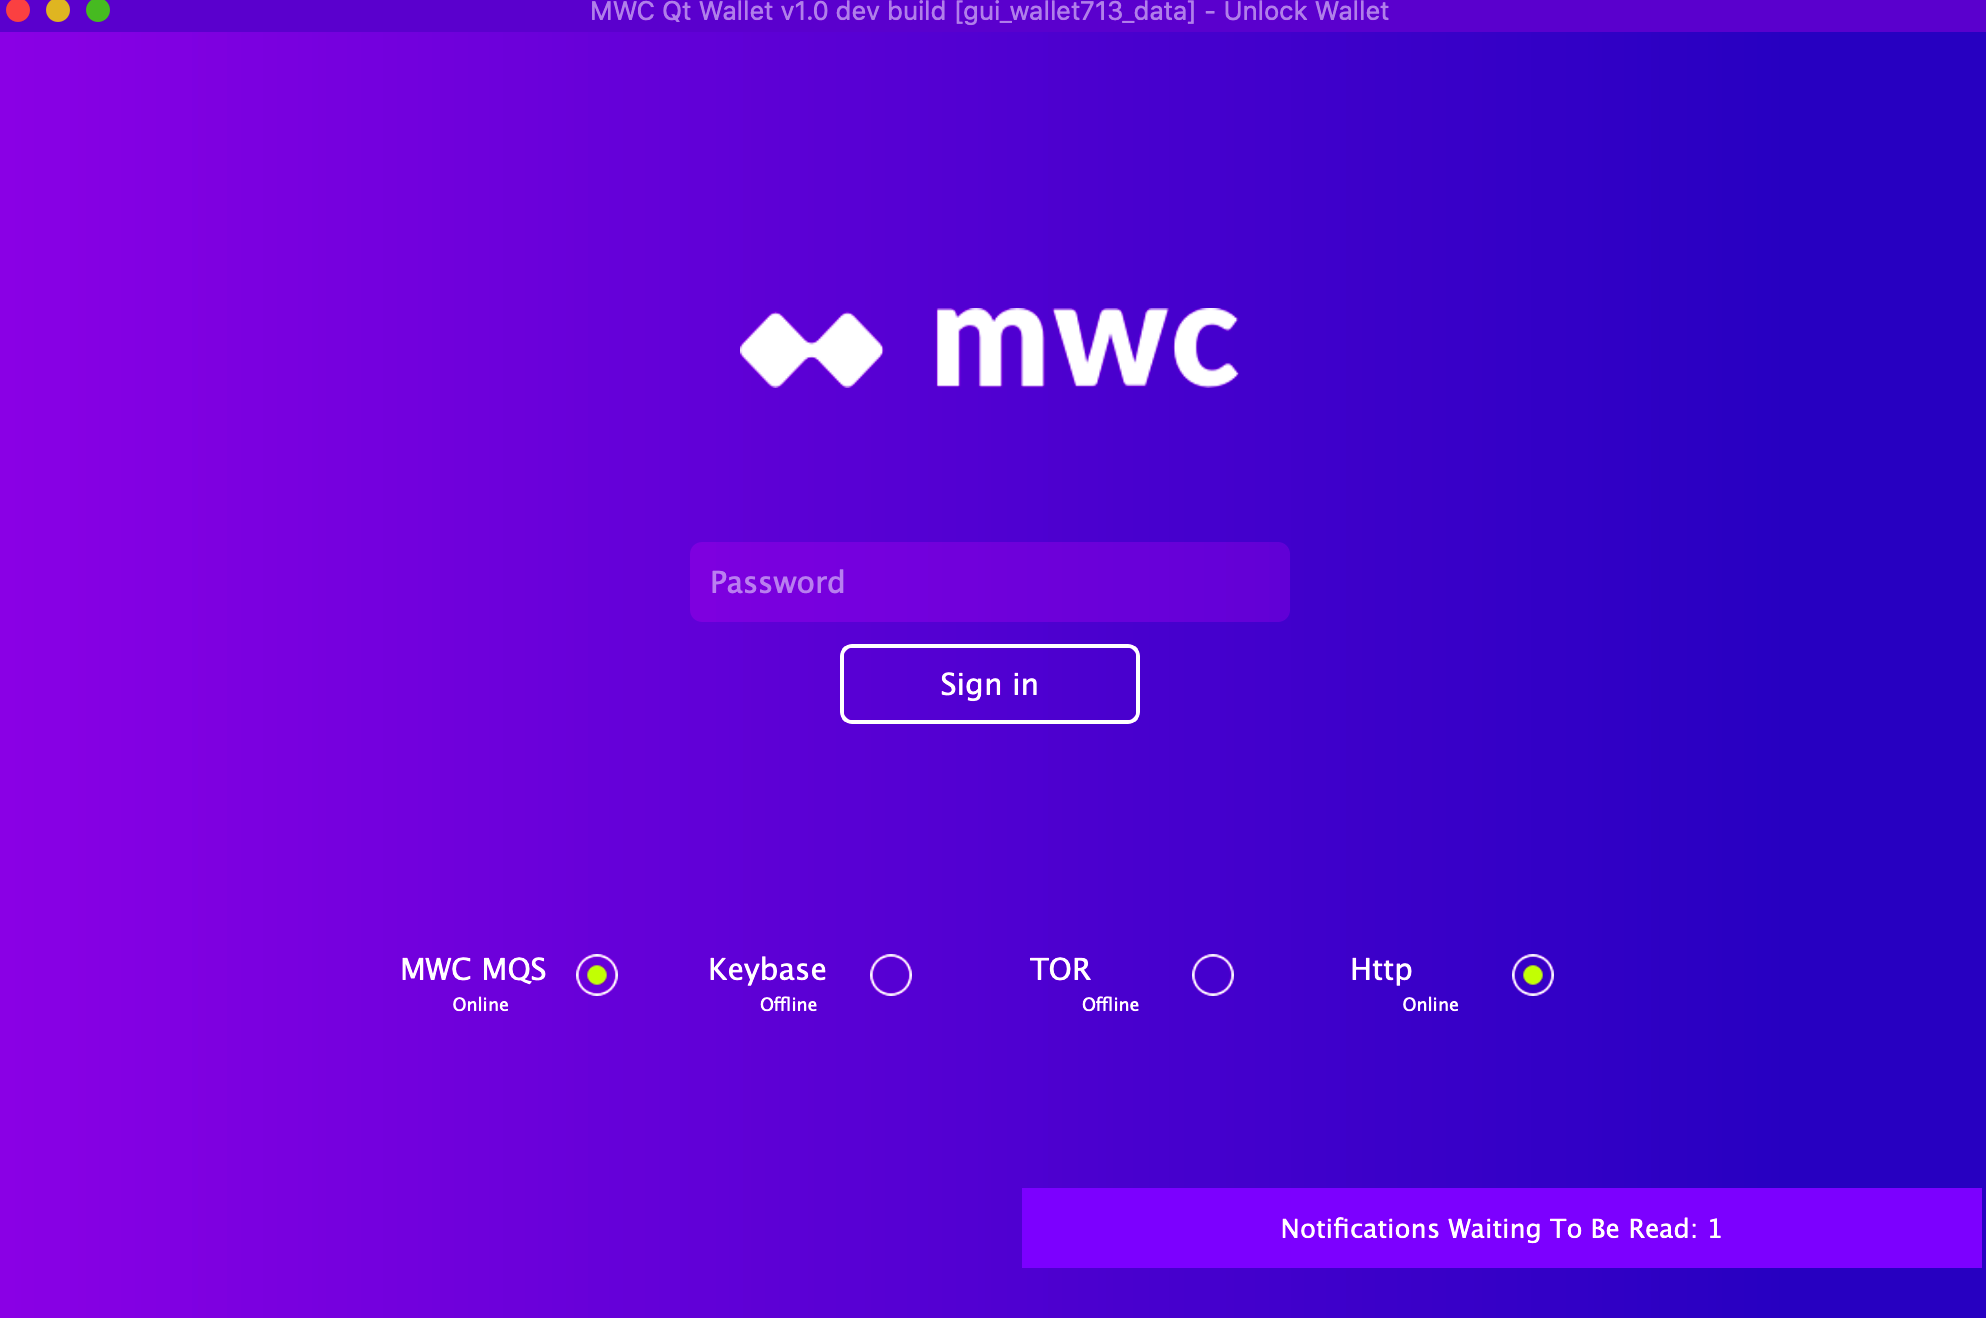 MWC Qt Wallet v1.0 dev build [gui_wallet713_data] - Unlock Wallet
mwc
Password
Sign in
MWC MQS
Online
Keybase
Offline
TOR
Offline
Http
Online
Notifications Waiting To Be Read: 1